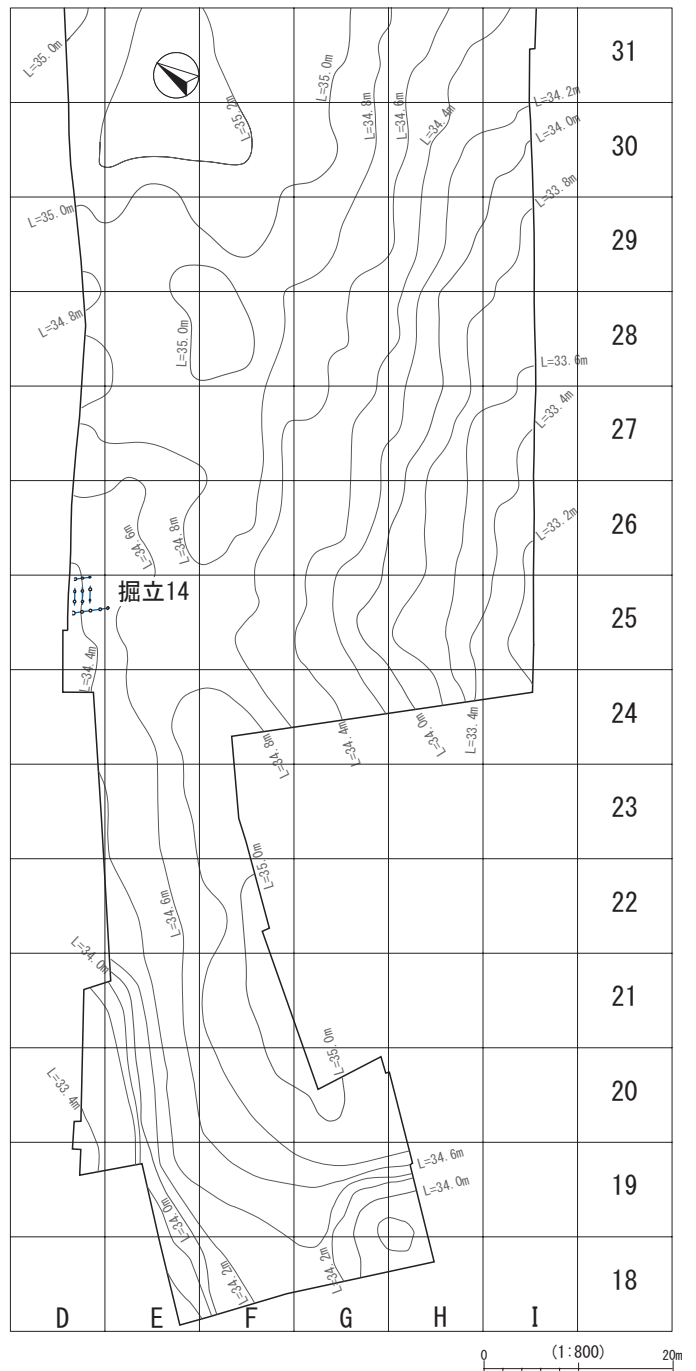 31
30
29
28
27
26
25
24
23
22
21
20
19
18
D
E
F
G
H
I
L=35.0m
L=35.2m
L=35.0m
L=34.8m
L=34.6m
L=34.4m
L=34.2m
L=34.0m
L=33.8m
L=35.0m
L=34.8m
L=35.0m
L=33.6m
L=33.4m
L=33.2m
L=34.6m
L=34.8m
掘立14
L=34.4m
L=34.8m
L=34.4m
L=34.0m
L=33.4m
L=35.0m
L=34.6m
L=34.0m
L=35.0m
L=33.4m
L=34.6m
L=34.0m
L=34.0m
L=34.2m
L=34.2m
0
(1:800)
20m